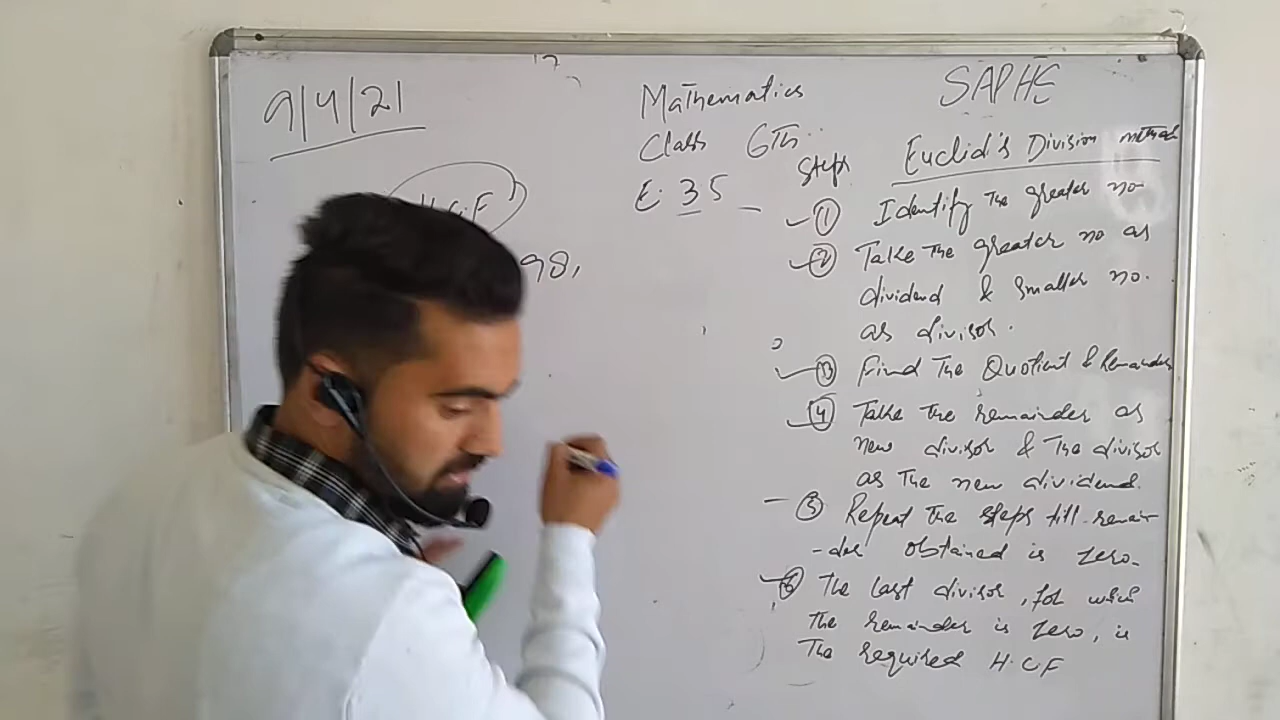 9/4/21
Mathematics
Class 6Th
E: 35
H.C.F
98,
SAPHE
Steps
Euclid's Division method
① Identify The greater no
② Take The greater no as
dividend & smaller no.
as divisor.
③ Find The Quotient & Remainder
④ Take The remainder as
new divisor & The divisor
as The new dividend.
⑤ Repeat The steps till remain
-der obtained is zero.
⑥ The last divisor, for which
The remainder is zero, is
The required H.C.F